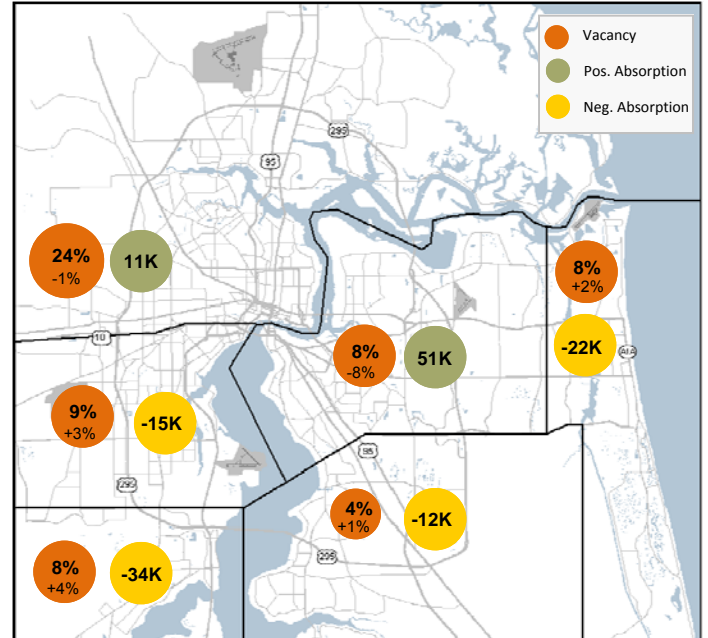 Vacancy
Pos. Absorption
Neg. Absorption
295
95
24%
-1%
11K
8%
+2%
10
8%
-8%
51K
-22K
A1A
9%
+3%
-15K
95
295
4%
+1%
-12K
295
8%
+4%
-34K